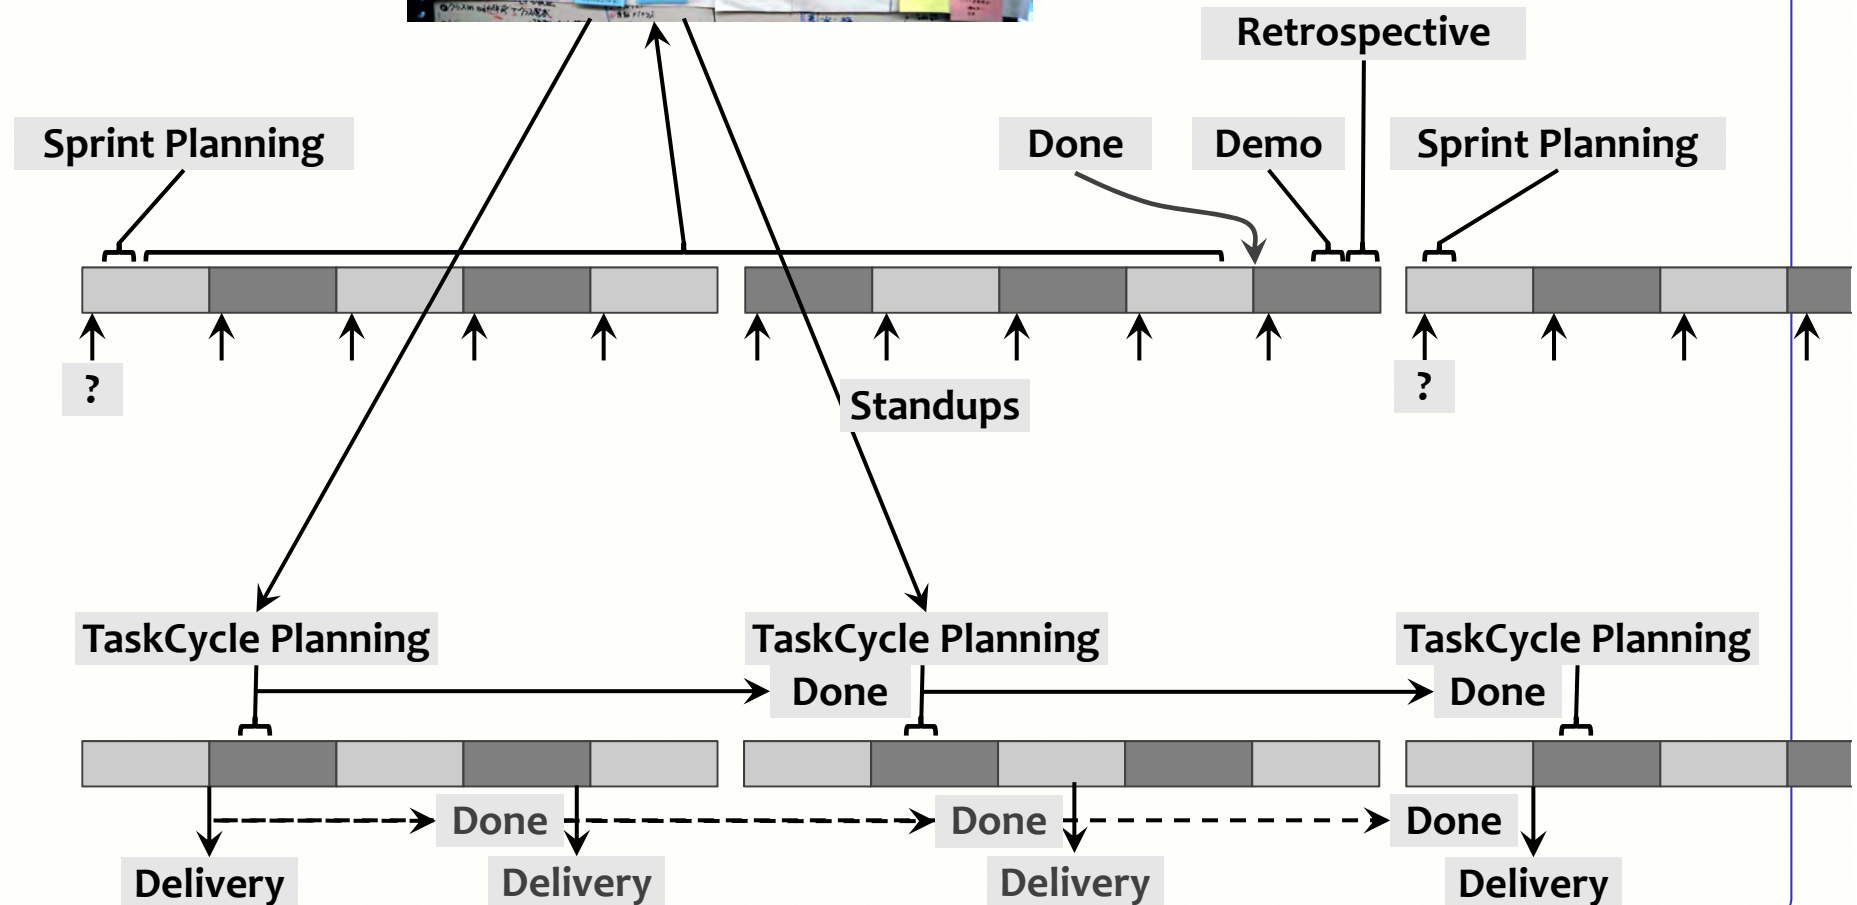 Retrospective
Sprint Planning
Done
Demo
Sprint Planning
?
?
Standups
TaskCycle Planning
TaskCycle Planning
TaskCycle Planning
Done
Done
Done
Done
Done
Delivery
Delivery
Delivery
Delivery